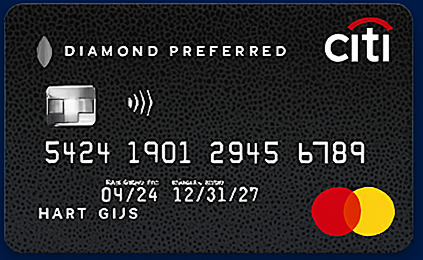 DIAMOND PREFERRED
citi
5424 1901 2945 6789
04/24 12/31/27
HART GIJS